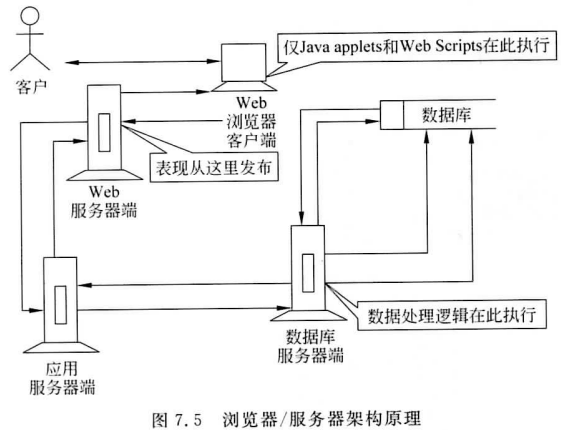 仅Java applets和Web Scripts在此执行
客户
Web
浏览器
客户端
数据库
表现从这里发布
Web
服务器端
数据处理逻辑在此执行
数据库
服务器端
应用
服务器端
图 7.5 浏览器/服务器架构原理